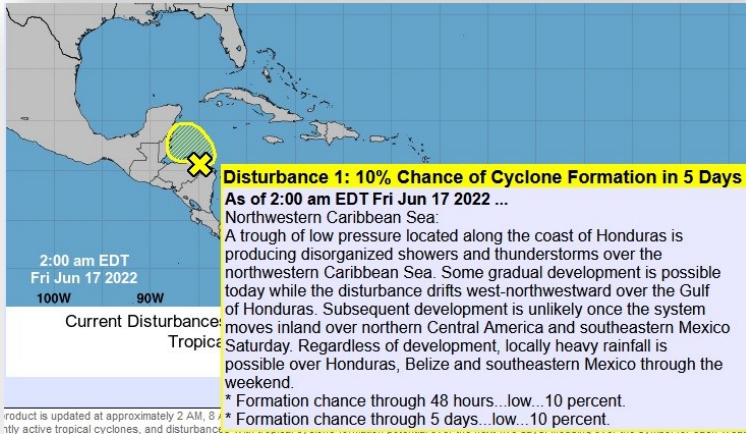 Disturbance 1: 10% Chance of Cyclone Formation in 5 Days
As of 2:00 am EDT Fri Jun 17 2022 ...
Northwestern Caribbean Sea:
A trough of low pressure located along the coast of Honduras is
producing disorganized showers and thunderstorms over the
northwestern Caribbean Sea. Some gradual development is possible
today while the disturbance drifts west-northwestward over the Gulf
of Honduras. Subsequent development is unlikely once the system
moves inland over northern Central America and southeastern Mexico
Saturday. Regardless of development, locally heavy rainfall is
possible over Honduras, Belize and southeastern Mexico through the
weekend.
* Formation chance through 48 hours...low...10 percent.
* Formation chance through 5 days...low...10 percent.
2:00 am EDT
Fri Jun 17 2022
100W 90W
Current Disturbances
Tropica
roduct is updated at approximately 2 AM, 8 A
ntly active tropical cyclones, and disturbanc